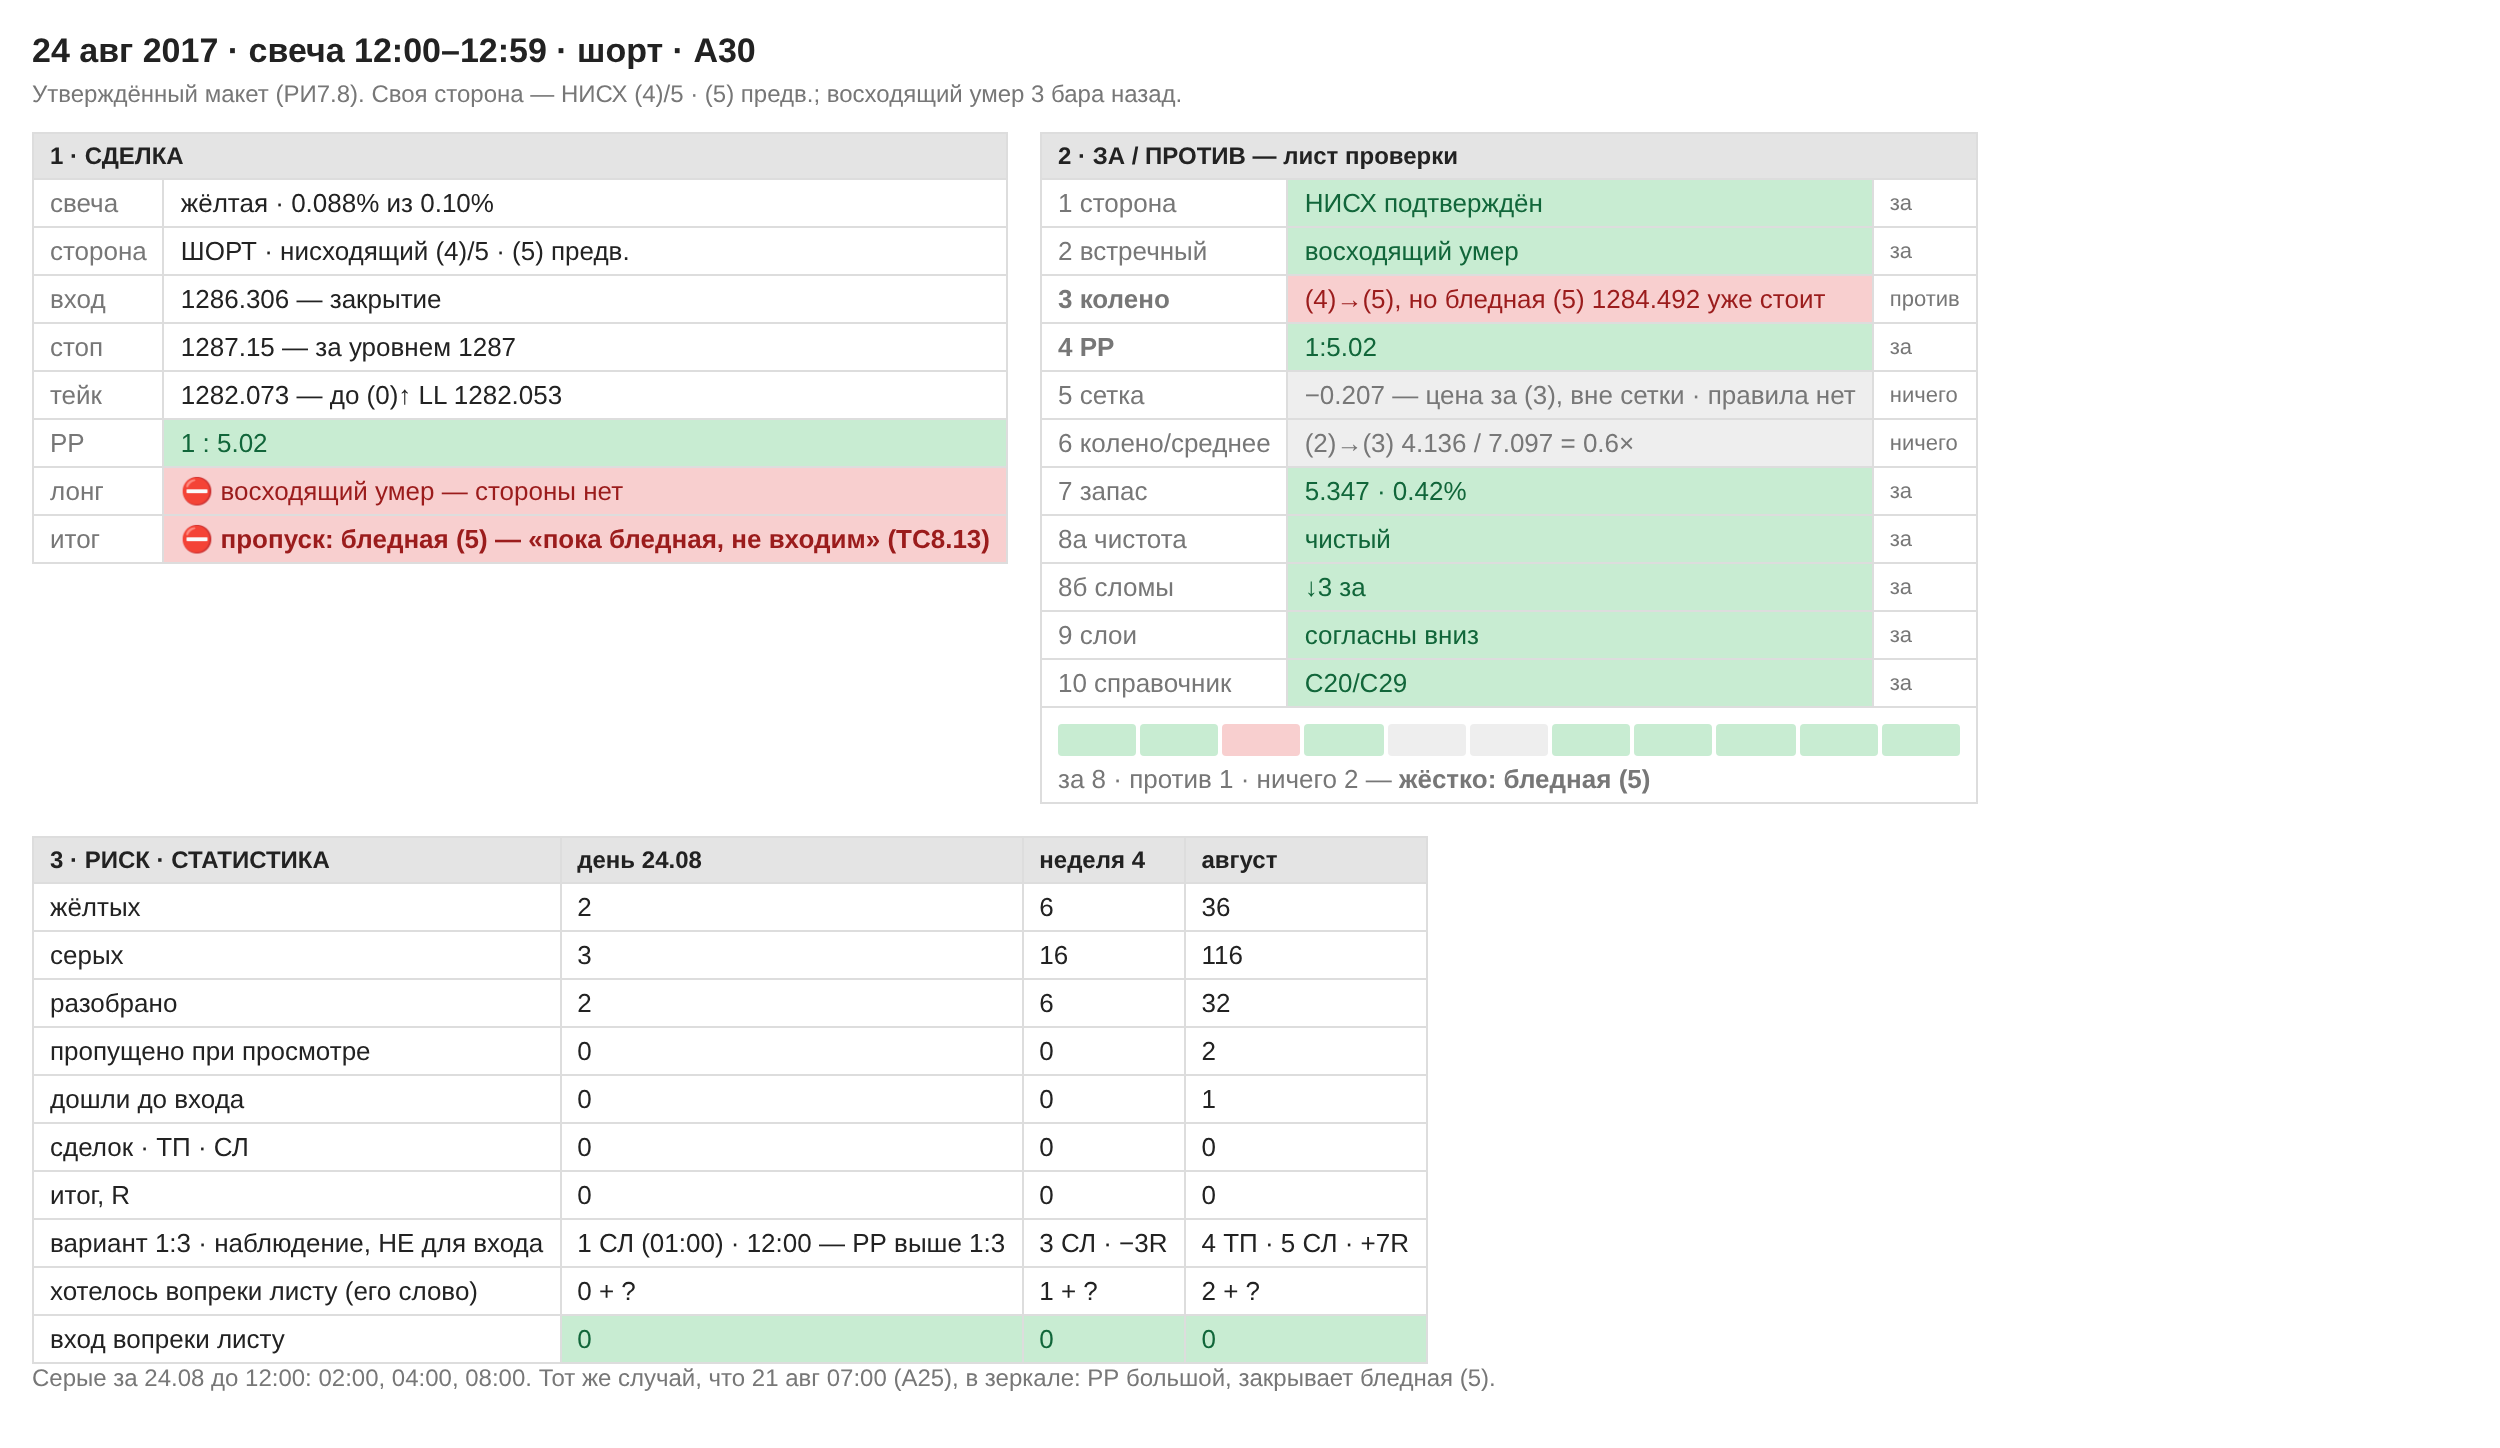 24 авг 2017 · свеча 12:00–12:59 · шорт · А30
Утверждённый макет (РИ7.8). Своя сторона — НИСХ (4)/5 · (5) предв.; восходящий умер 3 бара назад.
1 · СДЕЛКА
свеча жёлтая · 0.088% из 0.10%
сторона ШОРТ · нисходящий (4)/5 · (5) предв.
вход 1286.306 — закрытие
стоп 1287.15 — за уровнем 1287
тейк 1282.073 — до (0)↑ LL 1282.053
РР 1 : 5.02
лонг ⛔ восходящий умер — стороны нет
итог ⛔ пропуск: бледная (5) — «пока бледная, не входим» (ТС8.13)
2 · ЗА / ПРОТИВ — лист проверки
1 сторона НИСХ подтверждён за
2 встречный восходящий умер за
3 колено (4)→(5), но бледная (5) 1284.492 уже стоит против
4 РР 1:5.02 за
5 сетка −0.207 — цена за (3), вне сетки · правила нет ничего
6 колено/среднее (2)→(3) 4.136 / 7.097 = 0.6× ничего
7 запас 5.347 · 0.42% за
8а чистота чистый за
8б сломы ↓3 за за
9 слои согласны вниз за
10 справочник С20/С29 за
за 8 · против 1 · ничего 2 — жёстко: бледная (5)
3 · РИСК · СТАТИСТИКА день 24.08 неделя 4 август
жёлтых 2 6 36
серых 3 16 116
разобрано 2 6 32
пропущено при просмотре 0 0 2
дошли до входа 0 0 1
сделок · ТП · СЛ 0 0 0
итог, R 0 0 0
вариант 1:3 · наблюдение, НЕ для входа 1 СЛ (01:00) · 12:00 — РР выше 1:3 3 СЛ · −3R 4 ТП · 5 СЛ · +7R
хотелось вопреки листу (его слово) 0 + ? 1 + ? 2 + ?
вход вопреки листу 0 0 0
Серые за 24.08 до 12:00: 02:00, 04:00, 08:00. Тот же случай, что 21 авг 07:00 (А25), в зеркале: РР большой, закрывает бледная (5).